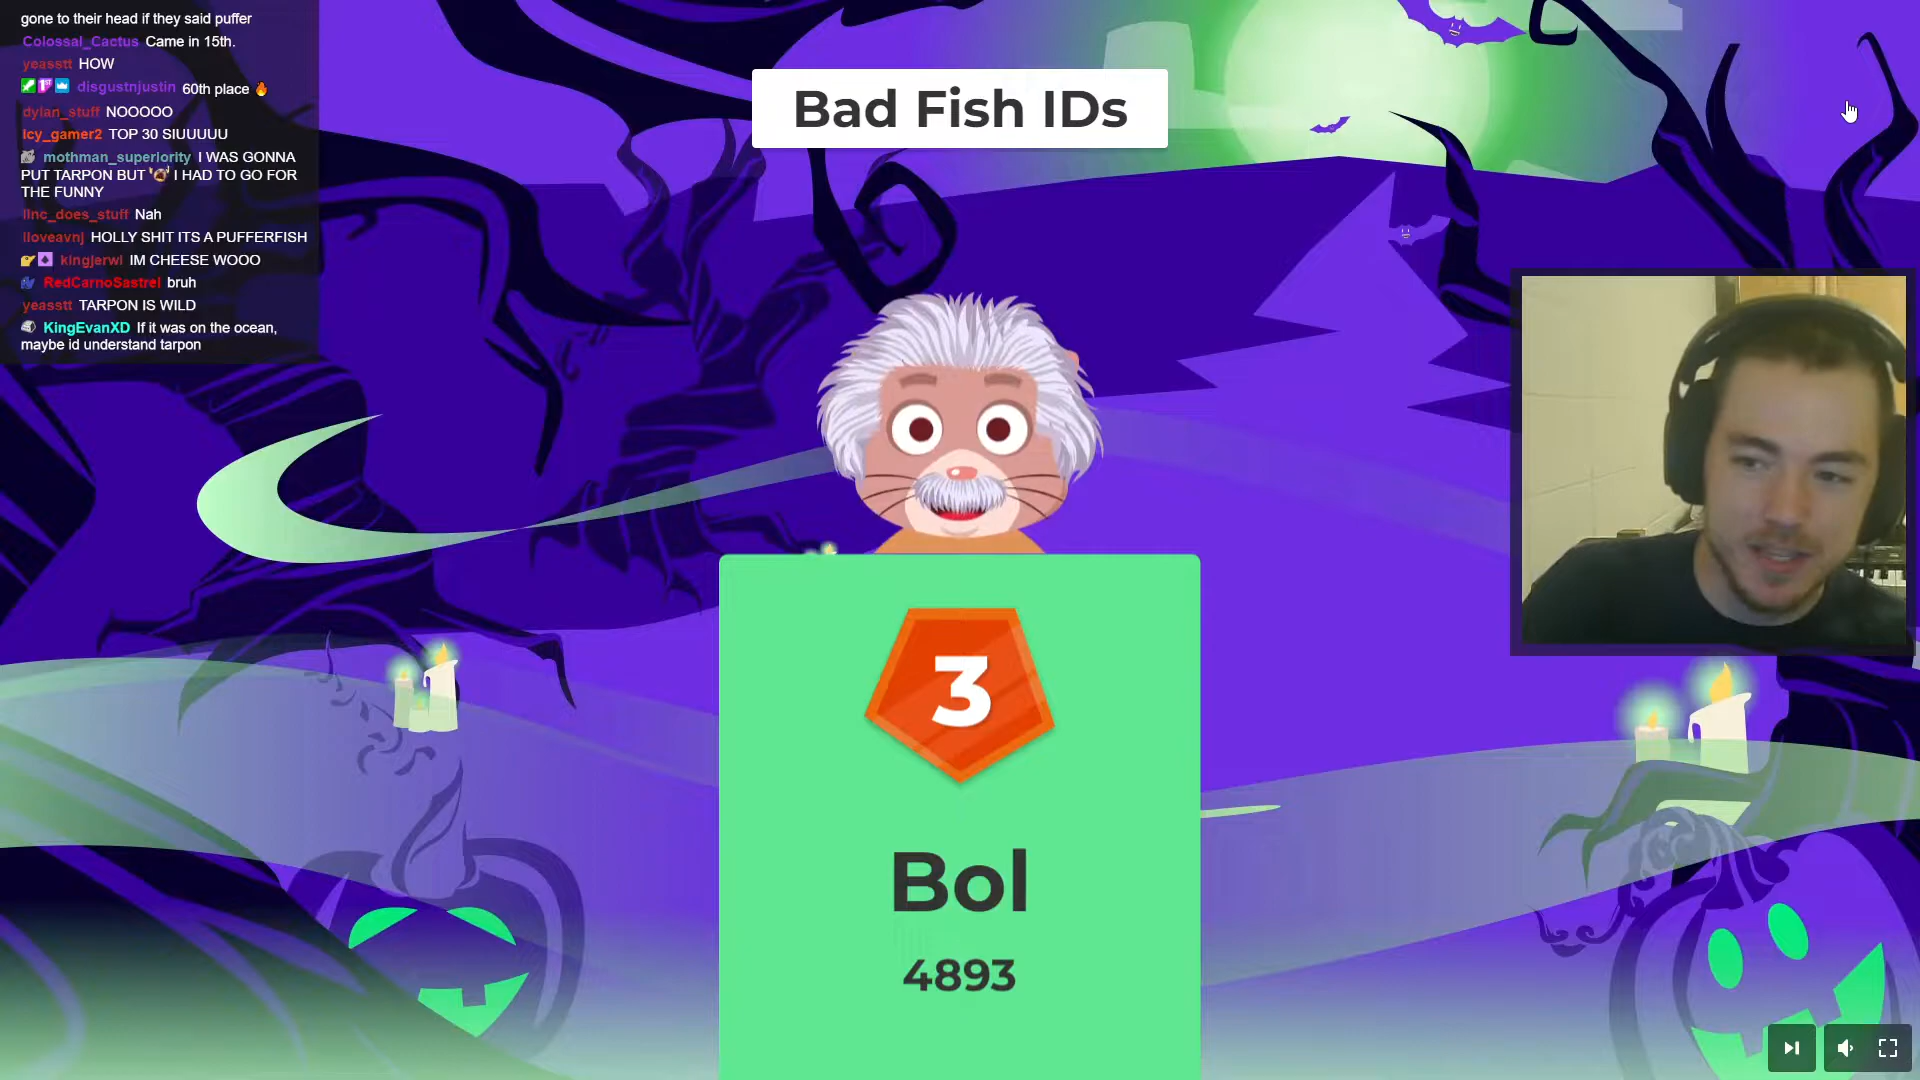 gone to their head if they said puffer
Colossal_Cactus Came in 15th.
yeasstt HOW
disgustnjustin 60th place 🔥
dylan_stuff NOOOOO
icy_gamer2 TOP 30 SIUUUUU
mothman_superiority I WAS GONNA
PUT TARPON BUT I HAD TO GO FOR
THE FUNNY
linc_does_stuff Nah
iloveavnj HOLLY SHIT ITS A PUFFERFISH
kingjerwi IM CHEESE WOOO
RedCarnoSastrel bruh
yeasstt TARPON IS WILD
KingEvanXD If it was on the ocean,
maybe id understand tarpon
Bad Fish IDs
3
Bol
4893